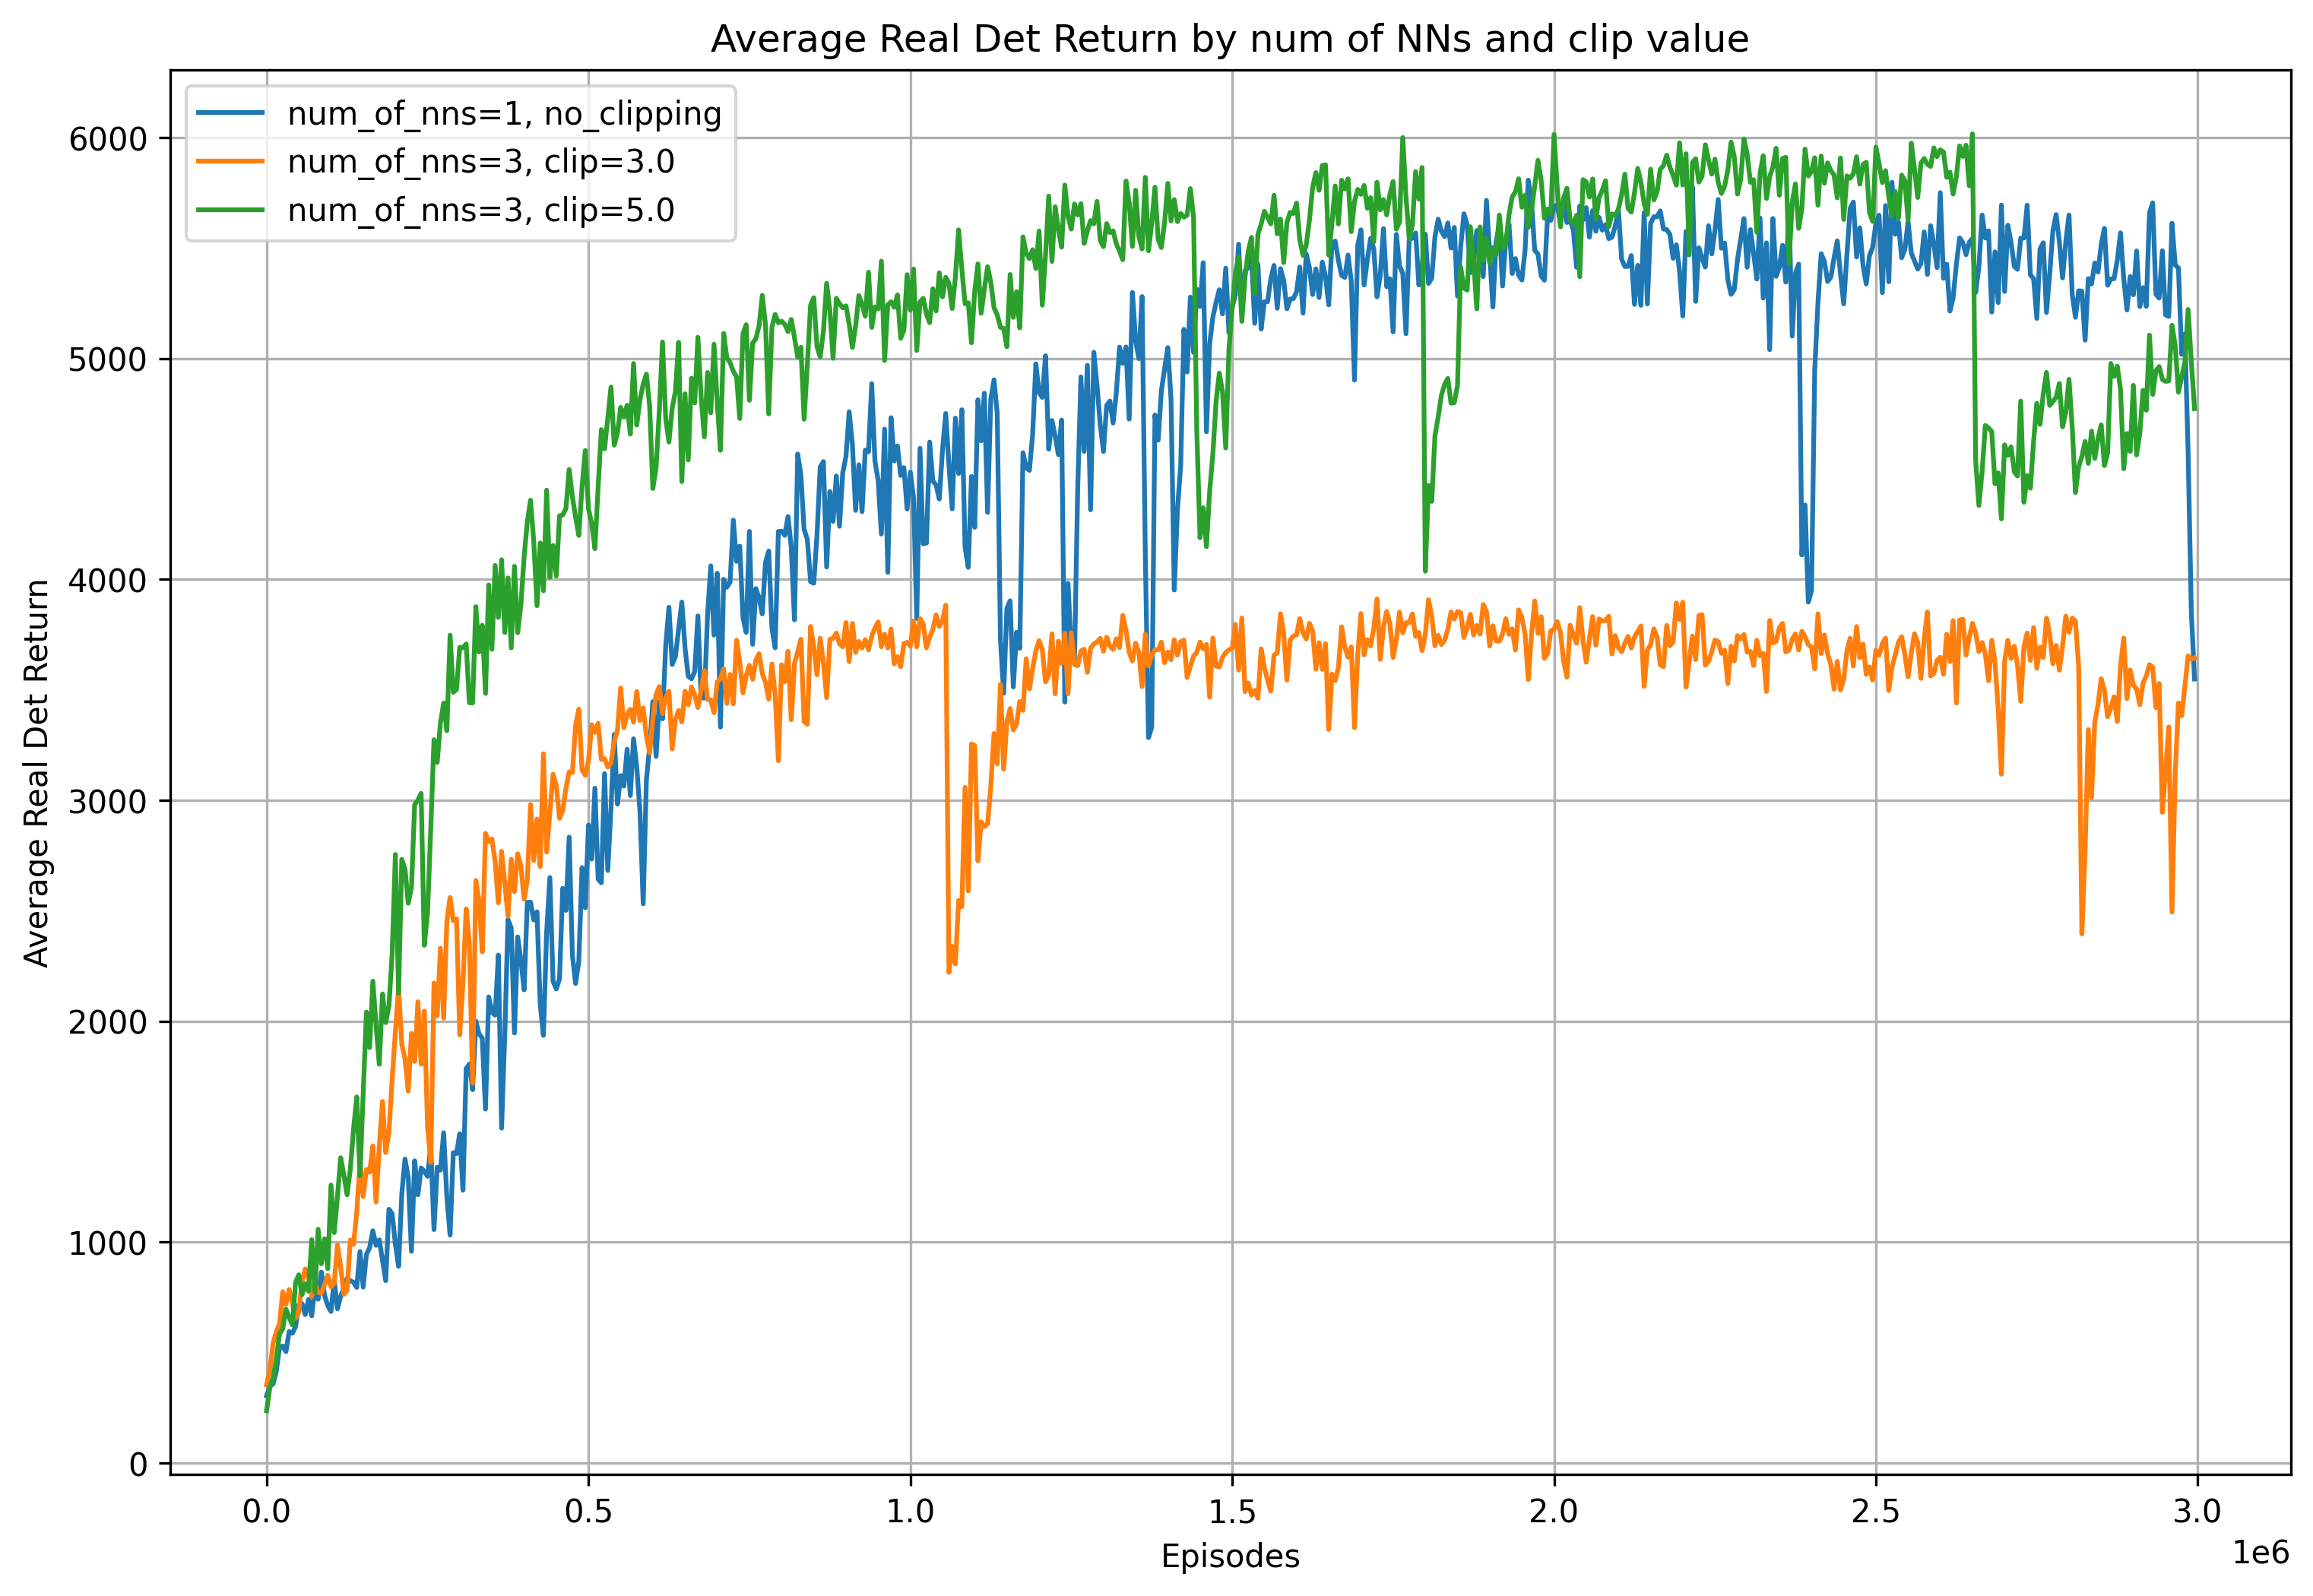 Average Real Det Return by num of NNs and clip value
num_of_nns=1, no_clipping
num_of_nns=3, clip=3.0
num_of_nns=3, clip=5.0
6000
5000
4000
3000
2000
1000
0
Average Real Det Return
0.0 0.5 1.0 1.5 2.0 2.5 3.0
1e6
Episodes